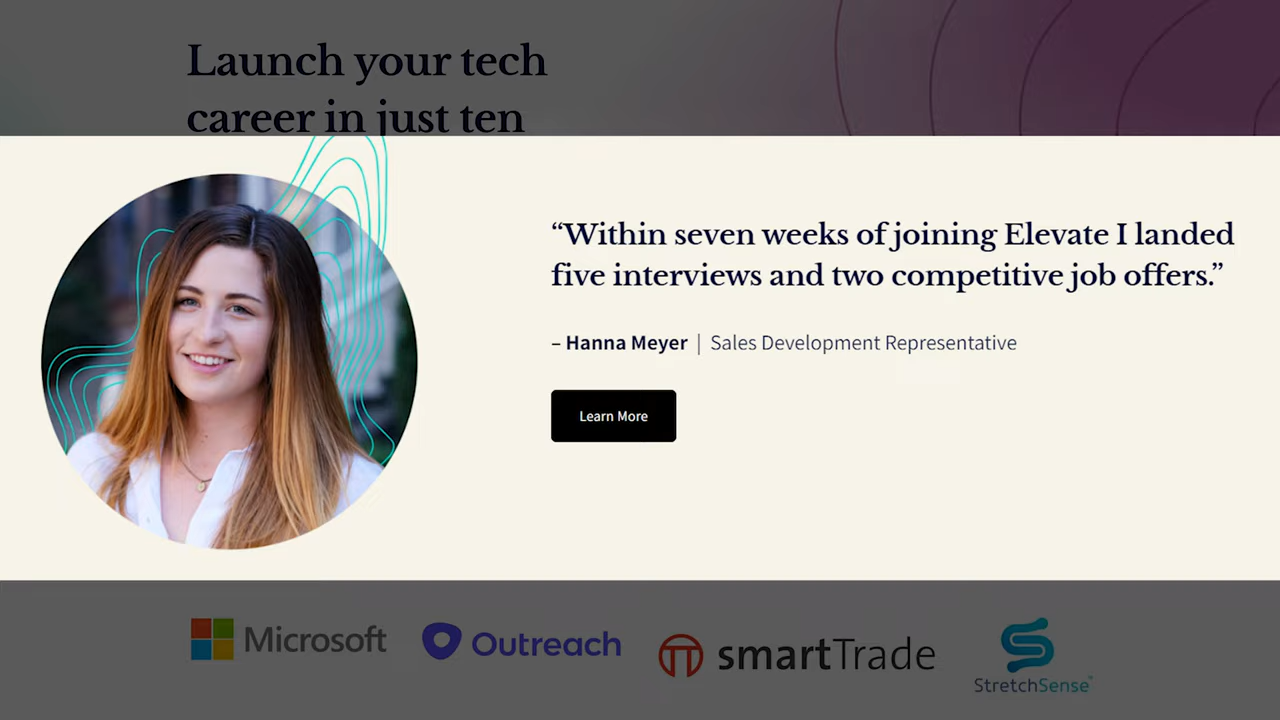 Launch your tech
career in just ten
“Within seven weeks of joining Elevate I landed
five interviews and two competitive job offers.”
– Hanna Meyer | Sales Development Representative
Learn More
Microsoft
Outreach
smartTrade
StretchSense™